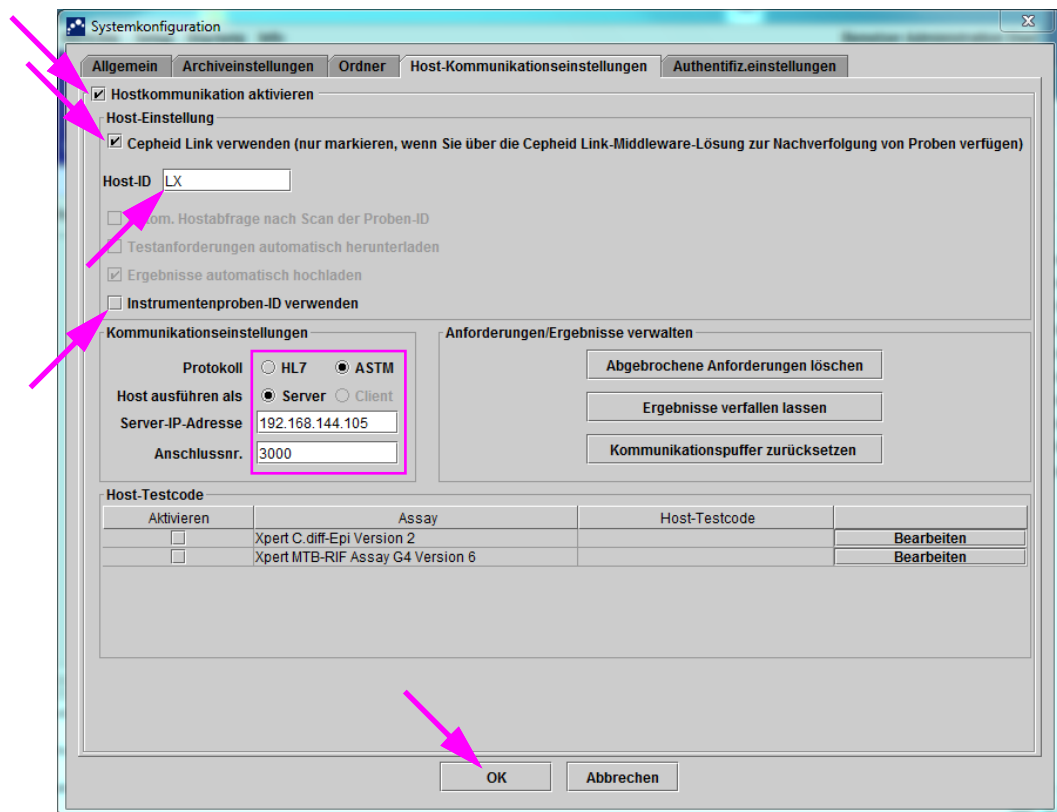 Systemkonfiguration
Allgemein Archiveinstellungen Ordner Host-Kommunikationseinstellungen Authentifiz.einstellungen
Hostkommunikation aktivieren
Host-Einstellung
Cepheid Link verwenden (nur markieren, wenn Sie über die Cepheid Link-Middleware-Lösung zur Nachverfolgung von Proben verfügen)
Host-ID LX
Hostabfrage nach Scan der Proben-ID
Testanforderungen automatisch herunterladen
Ergebnisse automatisch hochladen
Instrumentenproben-ID verwenden
Kommunikationseinstellungen
Protokoll HL7 ASTM
Host ausführen als Server Client
Server-IP-Adresse 192.168.144.105
Anschlussnr. 3000
Anforderungen/Ergebnisse verwalten
Abgebrochene Anforderungen löschen
Ergebnisse verfallen lassen
Kommunikationspuffer zurücksetzen
Host-Testcode
Aktivieren Assay Host-Testcode
Xpert C.diff-Epi Version 2 Bearbeiten
Xpert MTB-RIF Assay G4 Version 6 Bearbeiten
OK Abbrechen